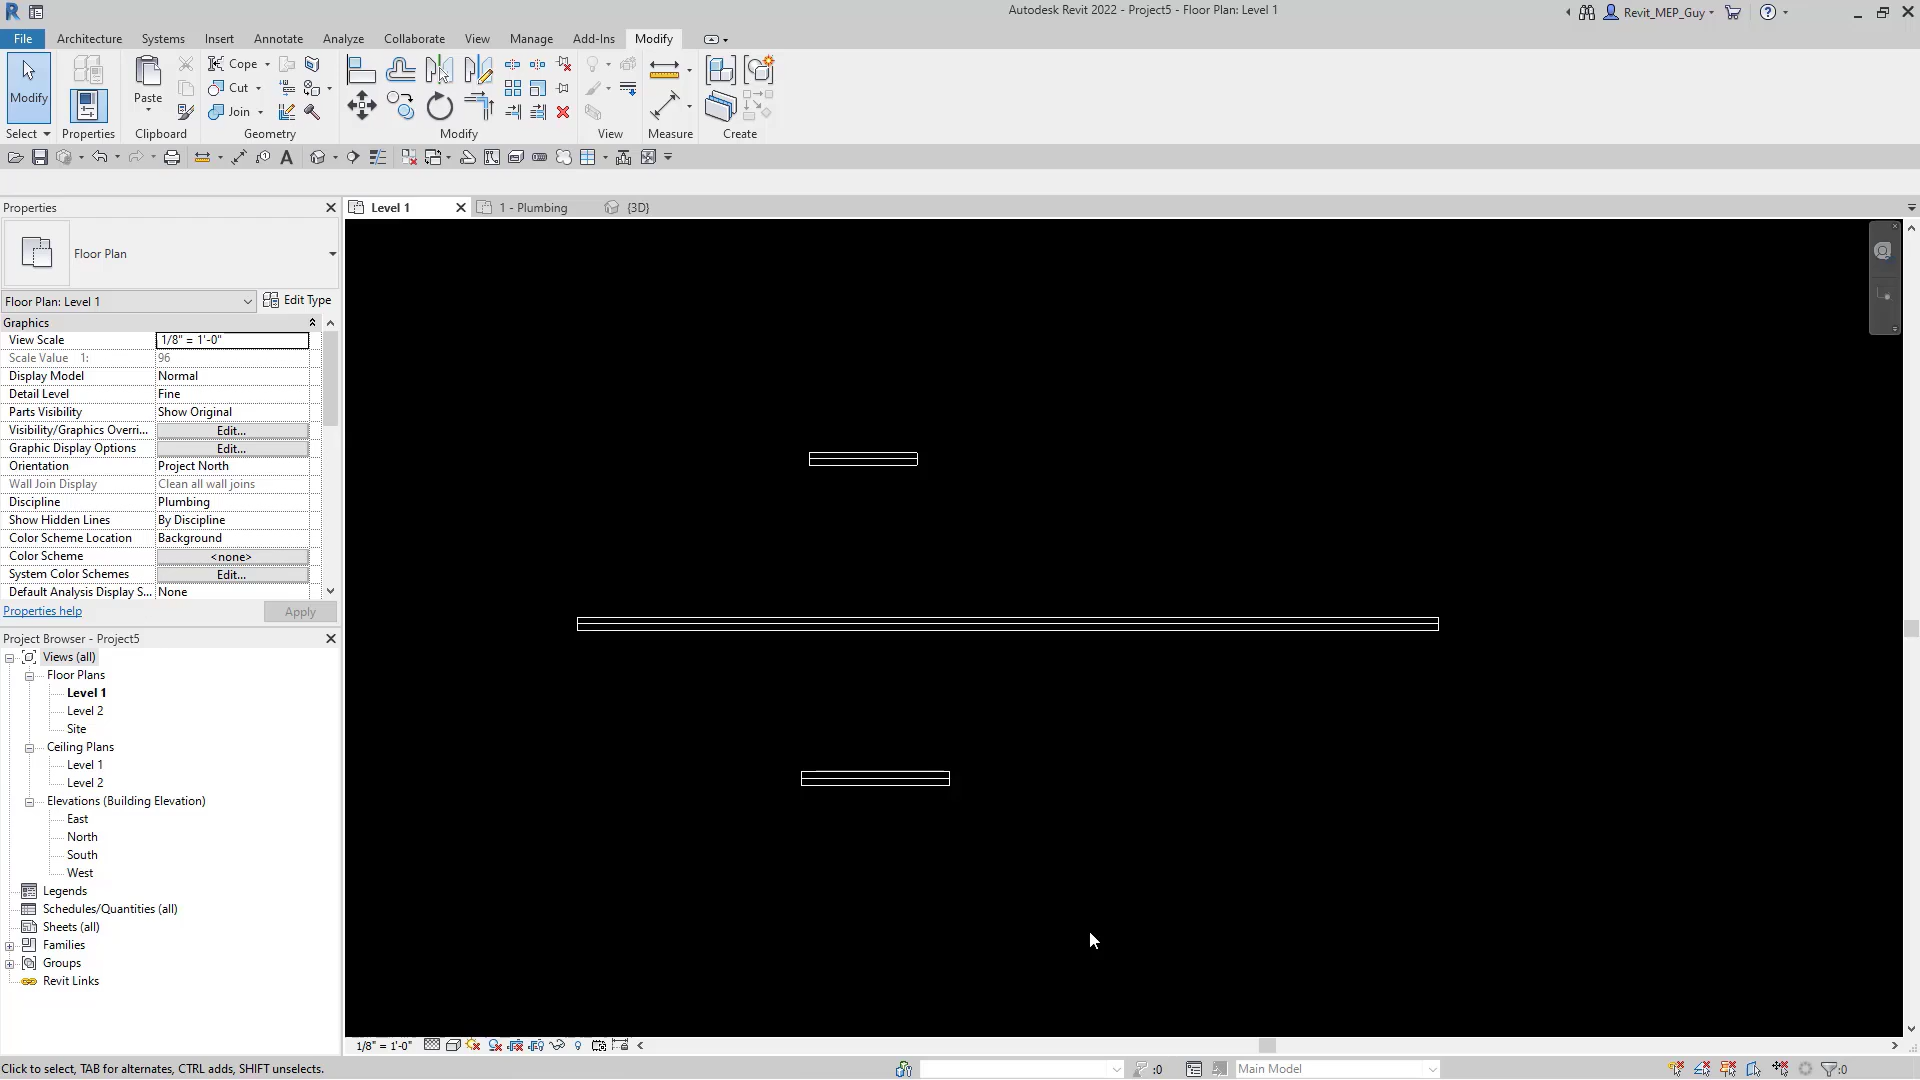 Autodesk Revit 2022 - Project5 - Floor Plan: Level 1
Revit_MEP_Guy
File Architecture Systems Insert Annotate Analyze Collaborate View Manage Add-Ins Modify
Modify
Paste
Cope
Cut
Join
Select Properties Clipboard Geometry Modify View Measure Create
Properties
Level 1
1 - Plumbing
{3D}
Floor Plan
Floor Plan: Level 1
Edit Type
Graphics
View Scale 1/8" = 1'-0"
Scale Value 1: 96
Display Model Normal
Detail Level Fine
Parts Visibility Show Original
Visibility/Graphics Overri... Edit...
Graphic Display Options Edit...
Orientation Project North
Wall Join Display Clean all wall joins
Discipline Plumbing
Show Hidden Lines By Discipline
Color Scheme Location Background
Color Scheme <none>
System Color Schemes Edit...
Default Analysis Display S... None
Properties help
Apply
Project Browser - Project5
Views (all)
Floor Plans
Level 1
Level 2
Site
Ceiling Plans
Level 1
Level 2
Elevations (Building Elevation)
East
North
South
West
Legends
Schedules/Quantities (all)
Sheets (all)
Families
Groups
Revit Links
1/8" = 1'-0"
Click to select, TAB for alternates, CTRL adds, SHIFT unselects.
:0
Main Model
:0